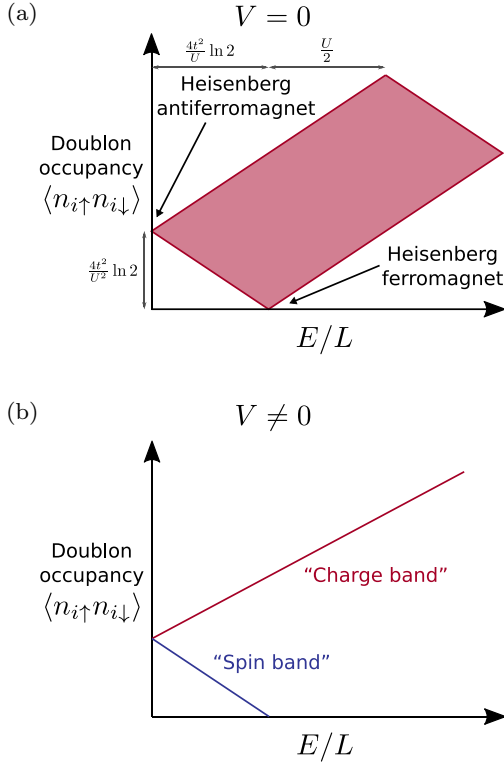 (a)
V = 0
4t²/U ln 2
U/2
Heisenberg
antiferromagnet
Doublon
occupancy
⟨n_{i↑}n_{i↓}⟩
4t²/U² ln 2
Heisenberg
ferromagnet
E/L
(b)
V ≠ 0
Doublon
occupancy
⟨n_{i↑}n_{i↓}⟩
“Charge band”
“Spin band”
E/L